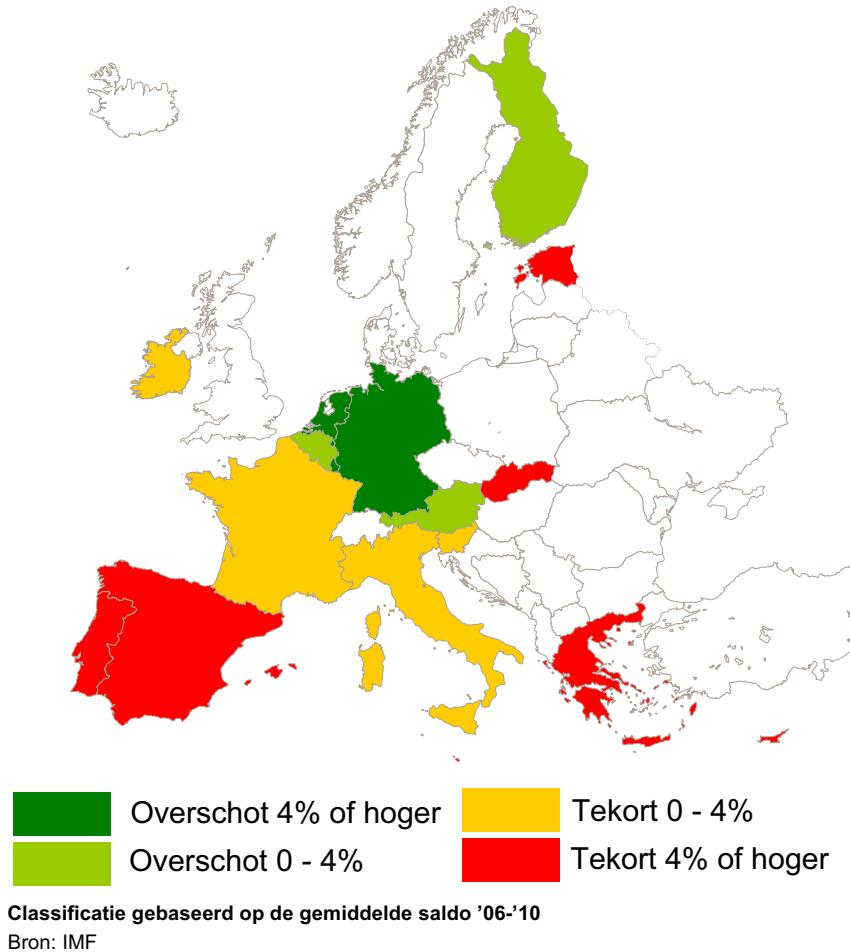 Overschot 4% of hoger
Tekort 0 - 4%
Overschot 0 - 4%
Tekort 4% of hoger
Classificatie gebaseerd op de gemiddelde saldo ’06-’10
Bron: IMF